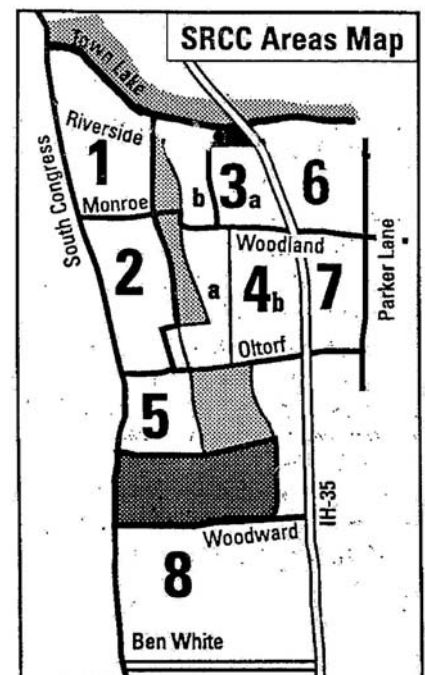 SRCC Areas Map
Town Lake
Riverside
1
b
3a
6
Monroe
South Congress
Woodland
Parker Lane
2
a
4b
7
Oltorf
5
IH-35
Woodward
8
Ben White